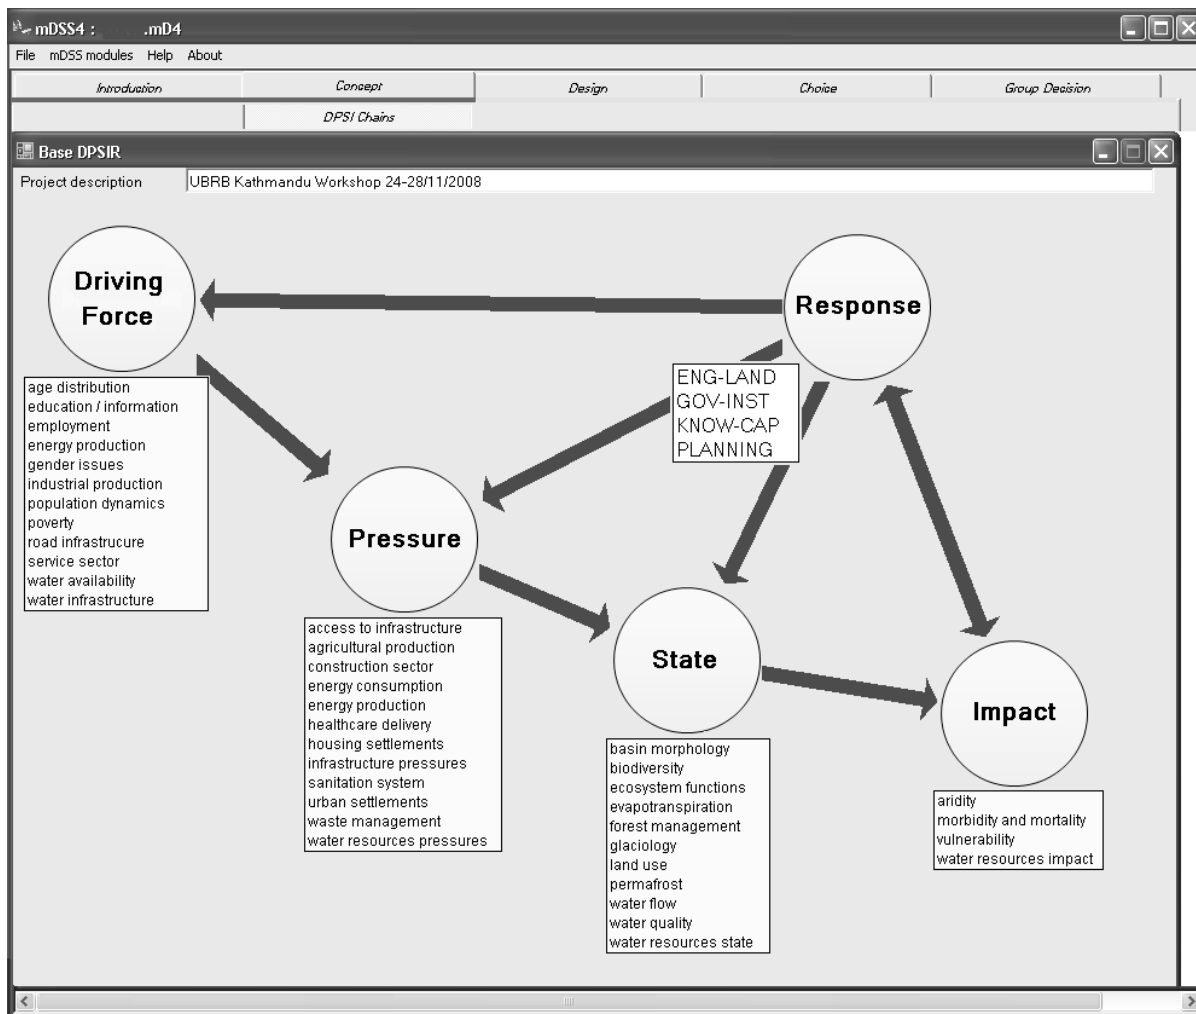 mDSS4 : .mD4
File mDSS modules Help About
Introduction Concept Design Choice Group Decision
DPSI Chains
Base DPSIR
Project description UBRB Kathmandu Workshop 24-28/11/2008
Driving
Force
Response
age distribution
education / information
employment
energy production
gender issues
industrial production
population dynamics
poverty
road infrastrucure
service sector
water availability
water infrastructure
ENG-LAND
GOV-INST
KNOW-CAP
PLANNING
Pressure
access to infrastructure
agricultural production
construction sector
energy consumption
energy production
healthcare delivery
housing settlements
infrastructure pressures
sanitation system
urban settlements
waste management
water resources pressures
State
basin morphology
biodiversity
ecosystem functions
evapotranspiration
forest management
glaciology
land use
permafrost
water flow
water quality
water resources state
Impact
aridity
morbidity and mortality
vulnerability
water resources impact